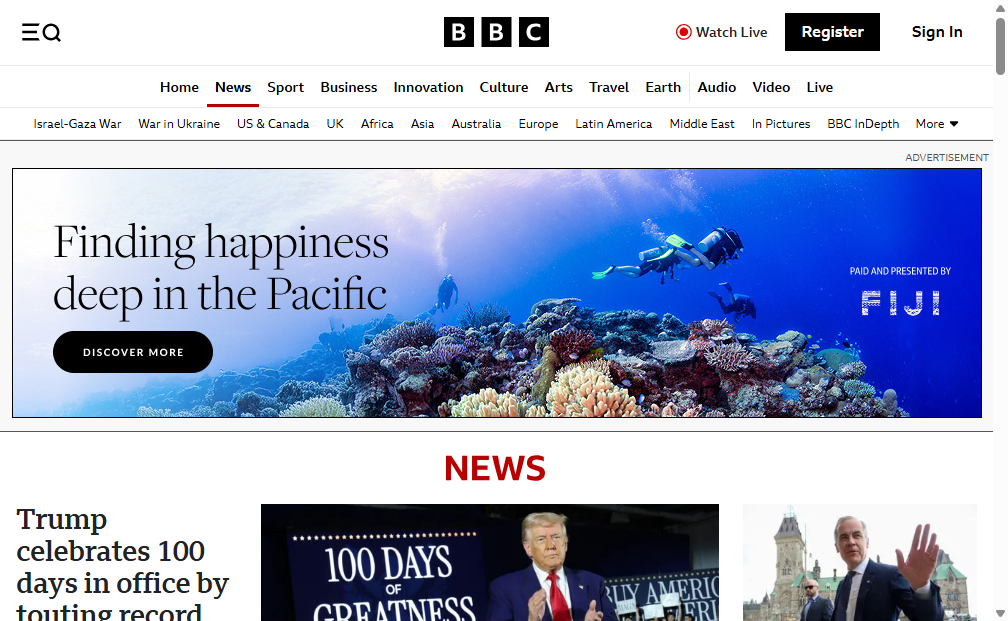 BBC
Watch Live
Register
Sign In
Home News Sport Business Innovation Culture Arts Travel Earth Audio Video Live
Israel-Gaza War War in Ukraine US & Canada UK Africa Asia Australia Europe Latin America Middle East In Pictures BBC InDepth More
ADVERTISEMENT
Finding happiness
deep in the Pacific
DISCOVER MORE
PAID AND PRESENTED BY
FIJI
NEWS
Trump
celebrates 100
days in office by
touting record
100 DAYS
OF
GREATNESS
BUY AMERIC